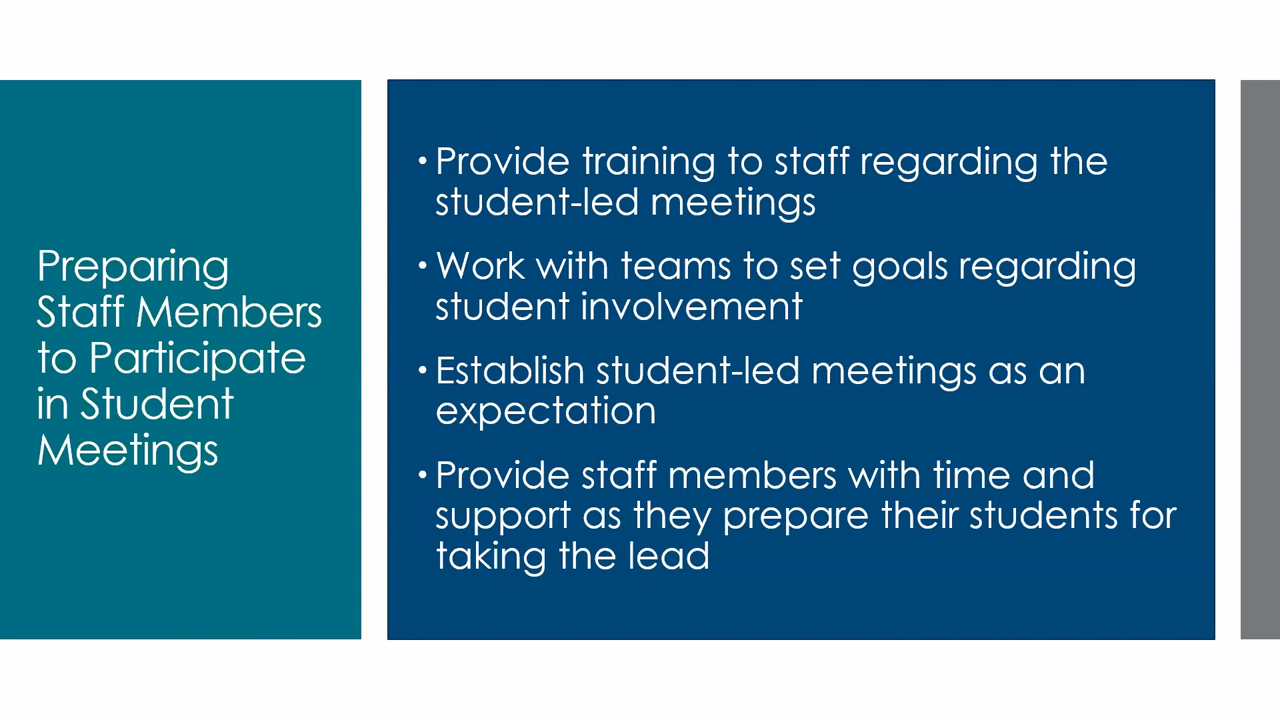 Preparing
Staff Members
to Participate
in Student
Meetings
• Provide training to staff regarding the
student-led meetings
• Work with teams to set goals regarding
student involvement
• Establish student-led meetings as an
expectation
• Provide staff members with time and
support as they prepare their students for
taking the lead